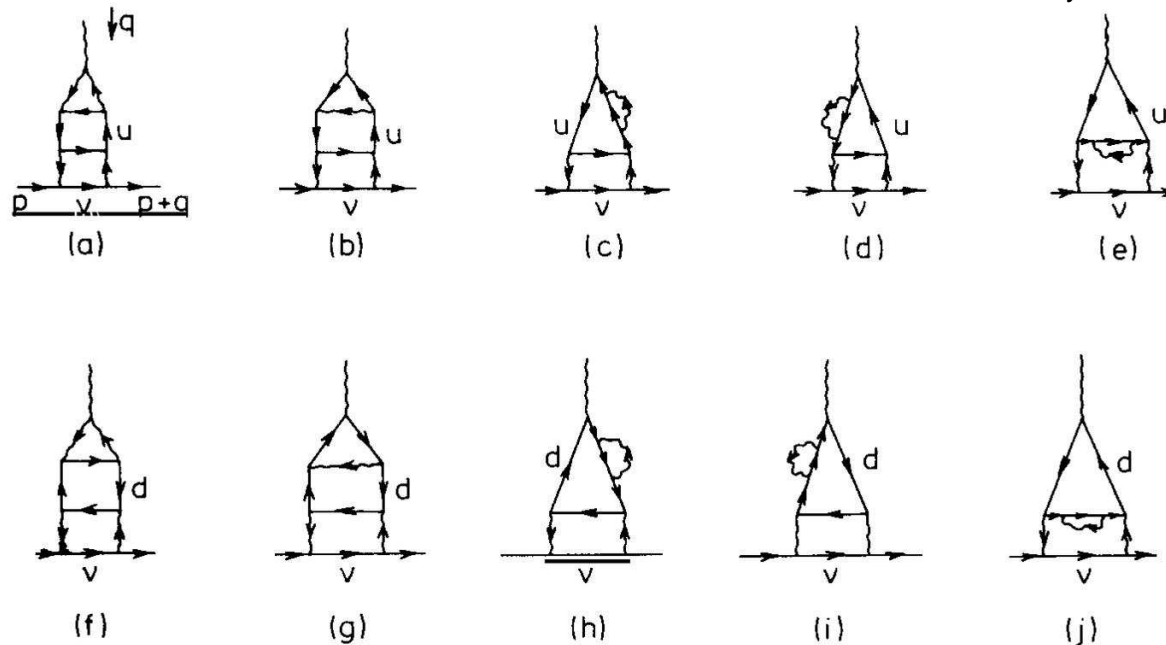 q
u
u
u
u
u
p v p+q
v
v
v
v
(a) (b) (c) (d) (e)
d
d
d
d
d
v
v
v
v
v
(f) (g) (h) (i) (j)